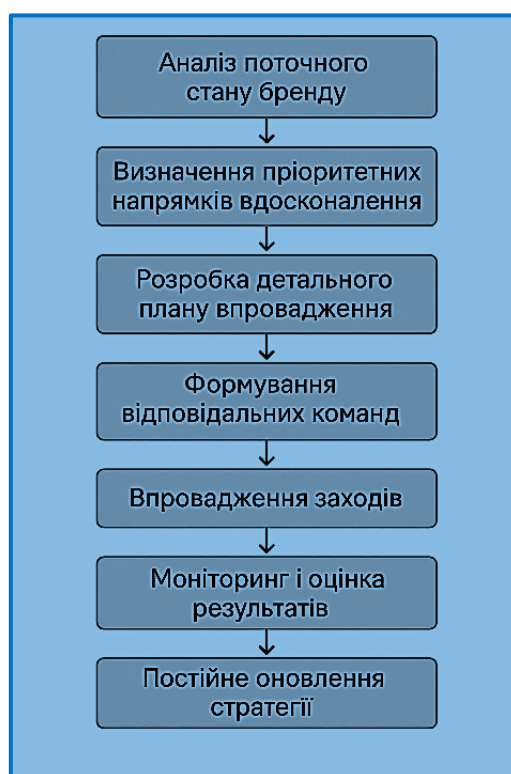 Аналіз поточного
стану бренду
Визначення пріоритетних
напрямків вдосконалення
Розробка детального
плану впровадження
Формування
відповідальних команд
Впровадження заходів
Моніторинг і оцінка
результатів
Постійне оновлення
стратегії